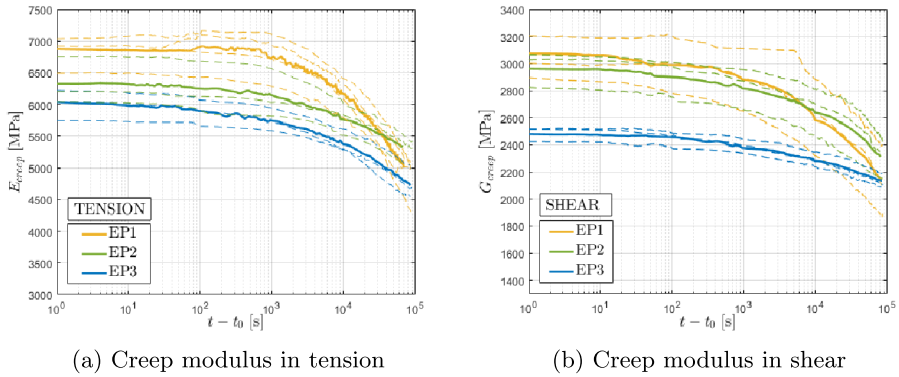 7500
7000
6500
6000
5500
5000
4500
4000
3500
3000
E_creep [MPa]
TENSION
EP1
EP2
EP3
10^0 10^1 10^2 10^3 10^4 10^5
t − t_0 [s]
(a) Creep modulus in tension
3200
3000
2800
2600
2400
2200
2000
1800
1600
1400
G_creep [MPa]
SHEAR
EP1
EP2
EP3
10^0 10^1 10^2 10^3 10^4 10^5
t − t_0 [s]
(b) Creep modulus in shear